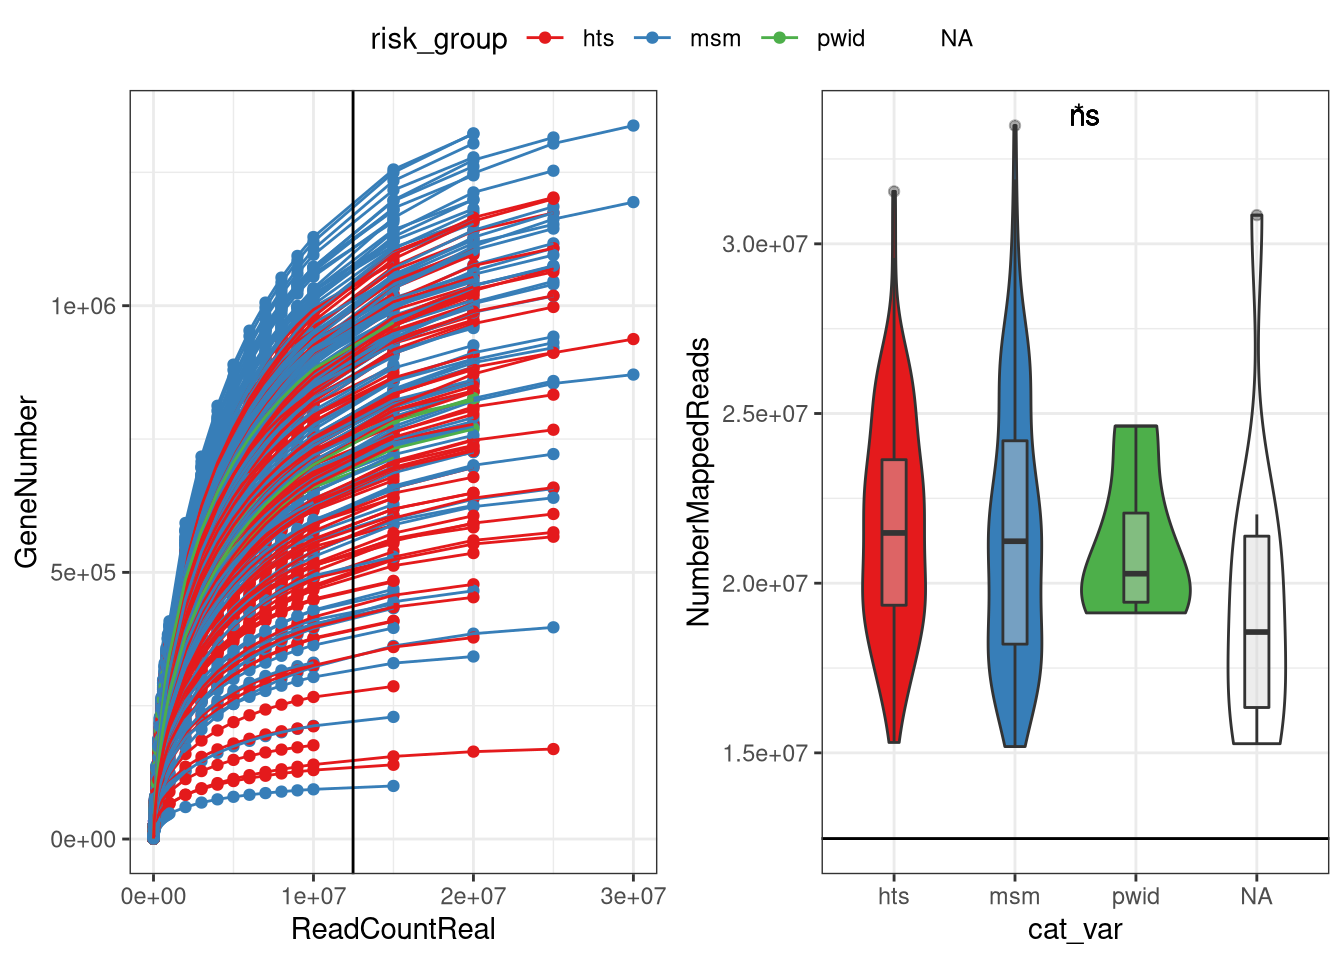 risk_group hts msm pwid NA
GeneNumber
1e+06
5e+05
0e+00
0e+00 1e+07 2e+07 3e+07
ReadCountReal
NumberMappedReads
3.0e+07
2.5e+07
2.0e+07
1.5e+07
ns
*
hts msm pwid NA
cat_var